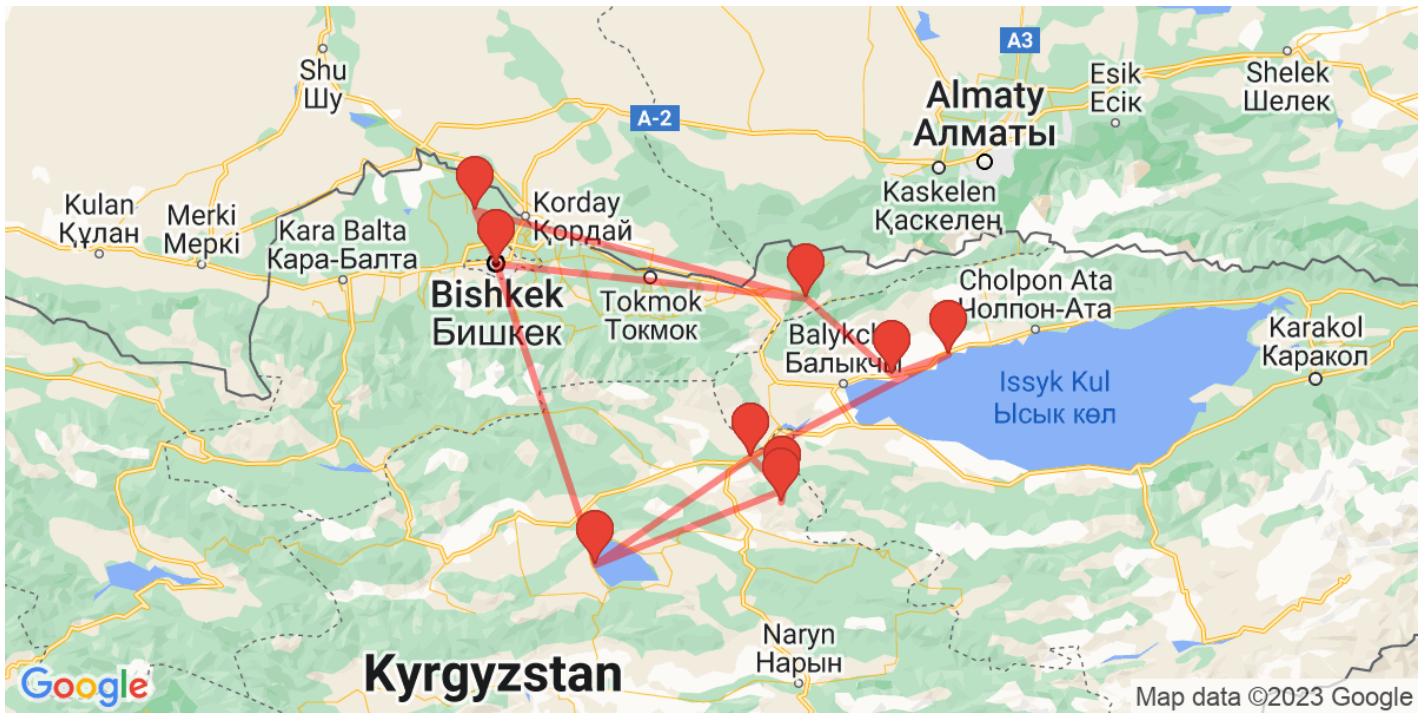 Shu
Шу
A3
Esik
Есік
Shelek
Шелек
Almaty
Алматы
A-2
Kaskelen
Қаскелең
Kulan
Құлан
Merki
Меркі
Kara Balta
Кара-Балта
Korday
Қордай
Bishkek
Бишкек
Tokmok
Токмок
Cholpon Ata
Чолпон-Ата
Balykchy
Балыкчы
Karakol
Каракол
Issyk Kul
Ысык көл
Naryn
Нарын
Kyrgyzstan
Google
Map data ©2023 Google